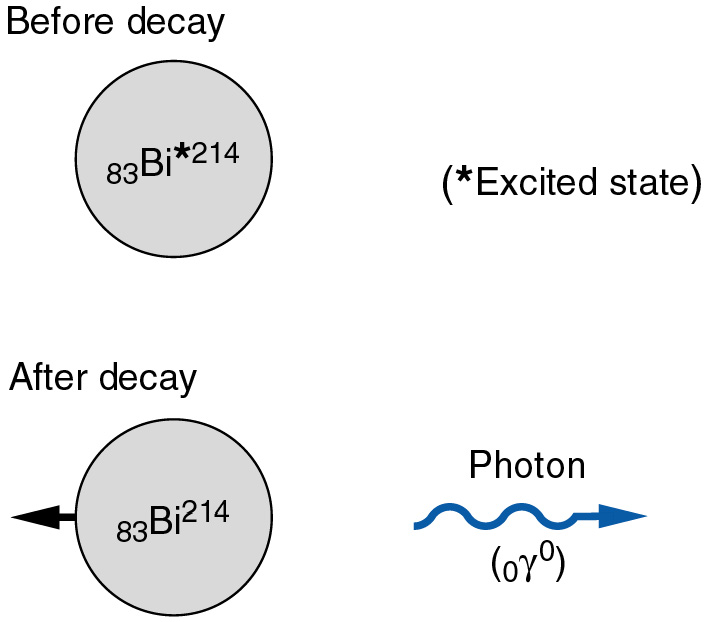 Before decay
₈₃Bi*²¹⁴
(*Excited state)
After decay
₈₃Bi²¹⁴
Photon
(₀γ⁰)